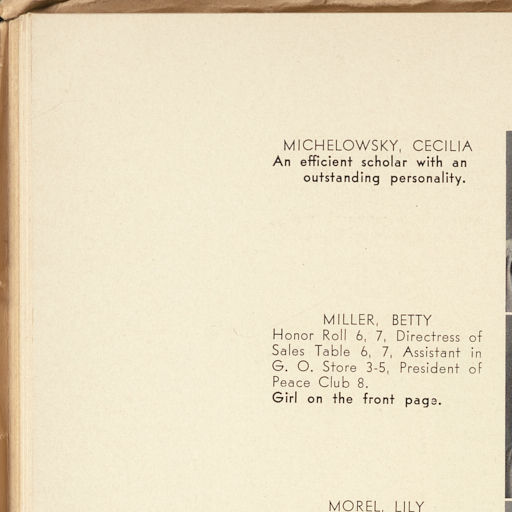 MICHELOWSKY, CECILIA
An efficient scholar with an
outstanding personality.
MILLER, BETTY
Honor Roll 6, 7, Directress of
Sales Table 6, 7, Assistant in
G. O. Store 3-5, President of
Peace Club 8.
Girl on the front page.
MOREL, LILY